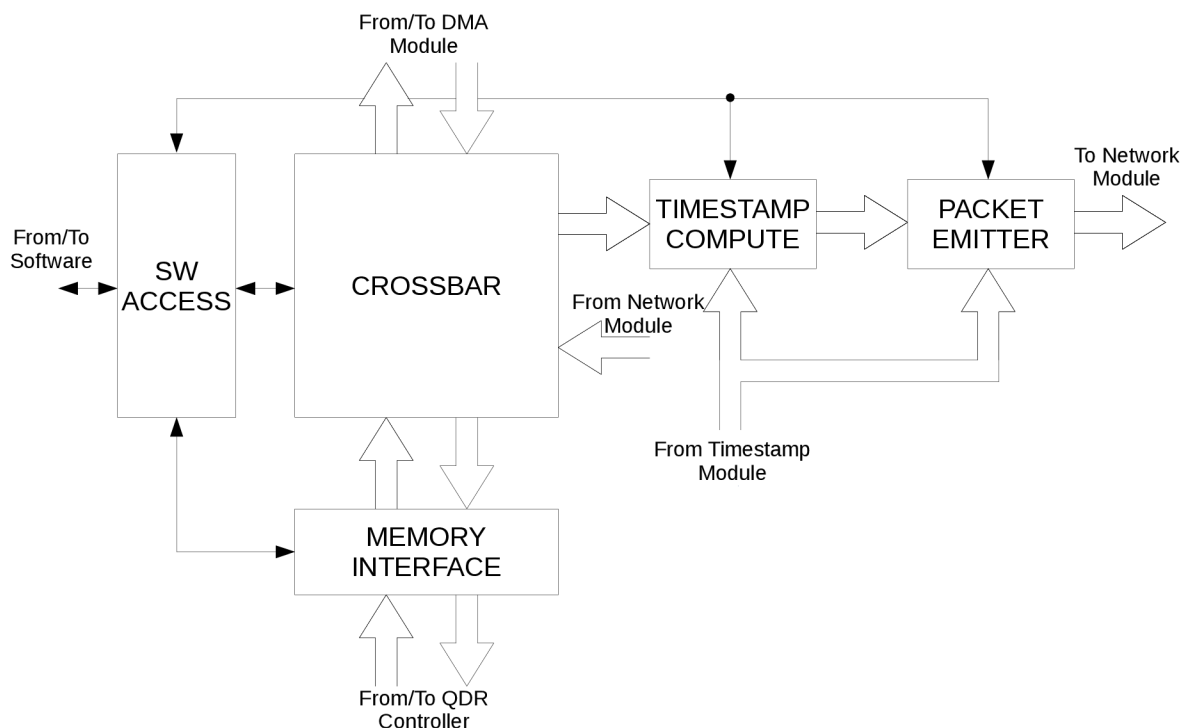 From/To DMA
Module
To Network
Module
TIMESTAMP
COMPUTE
PACKET
EMITTER
From/To
Software
SW
ACCESS
CROSSBAR
From Network
Module
From Timestamp
Module
MEMORY
INTERFACE
From/To QDR
Controller